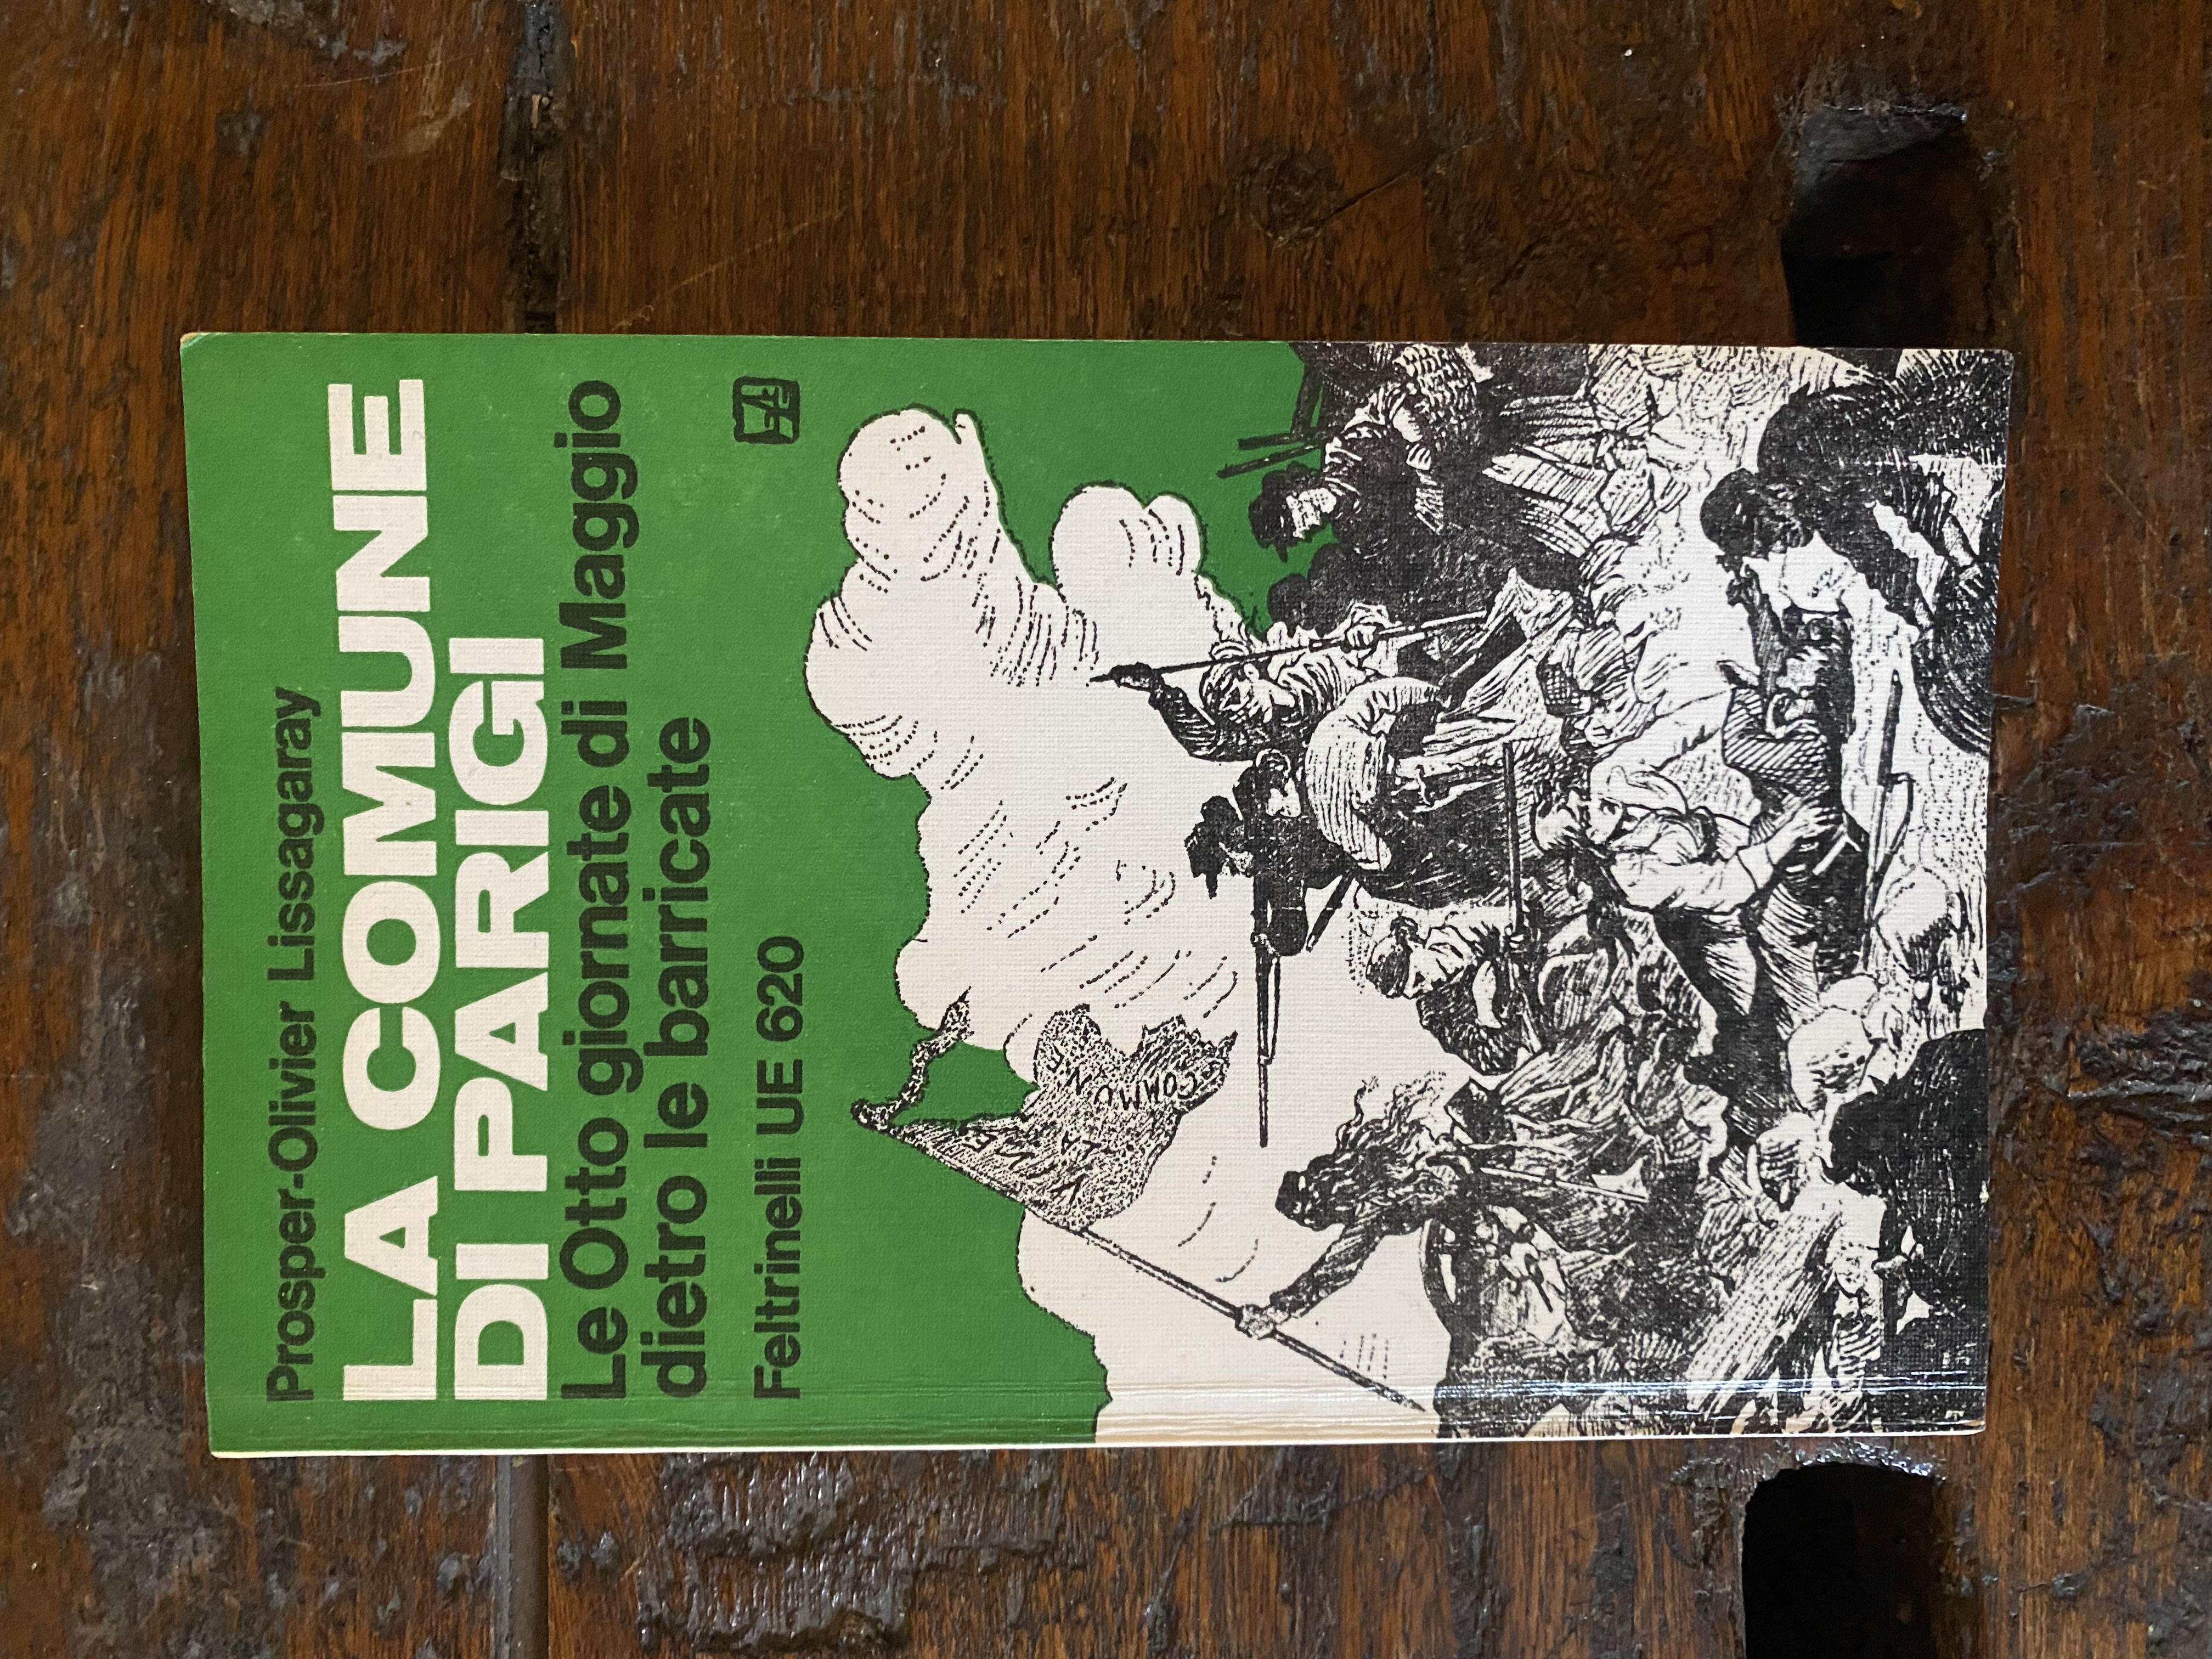 Prosper-Olivier Lissagaray
LA COMUNE
DI PARIGI
Le Otto giornate di Maggio
dietro le barricate
Feltrinelli UE 620
VIVE
LA
COMMUNE